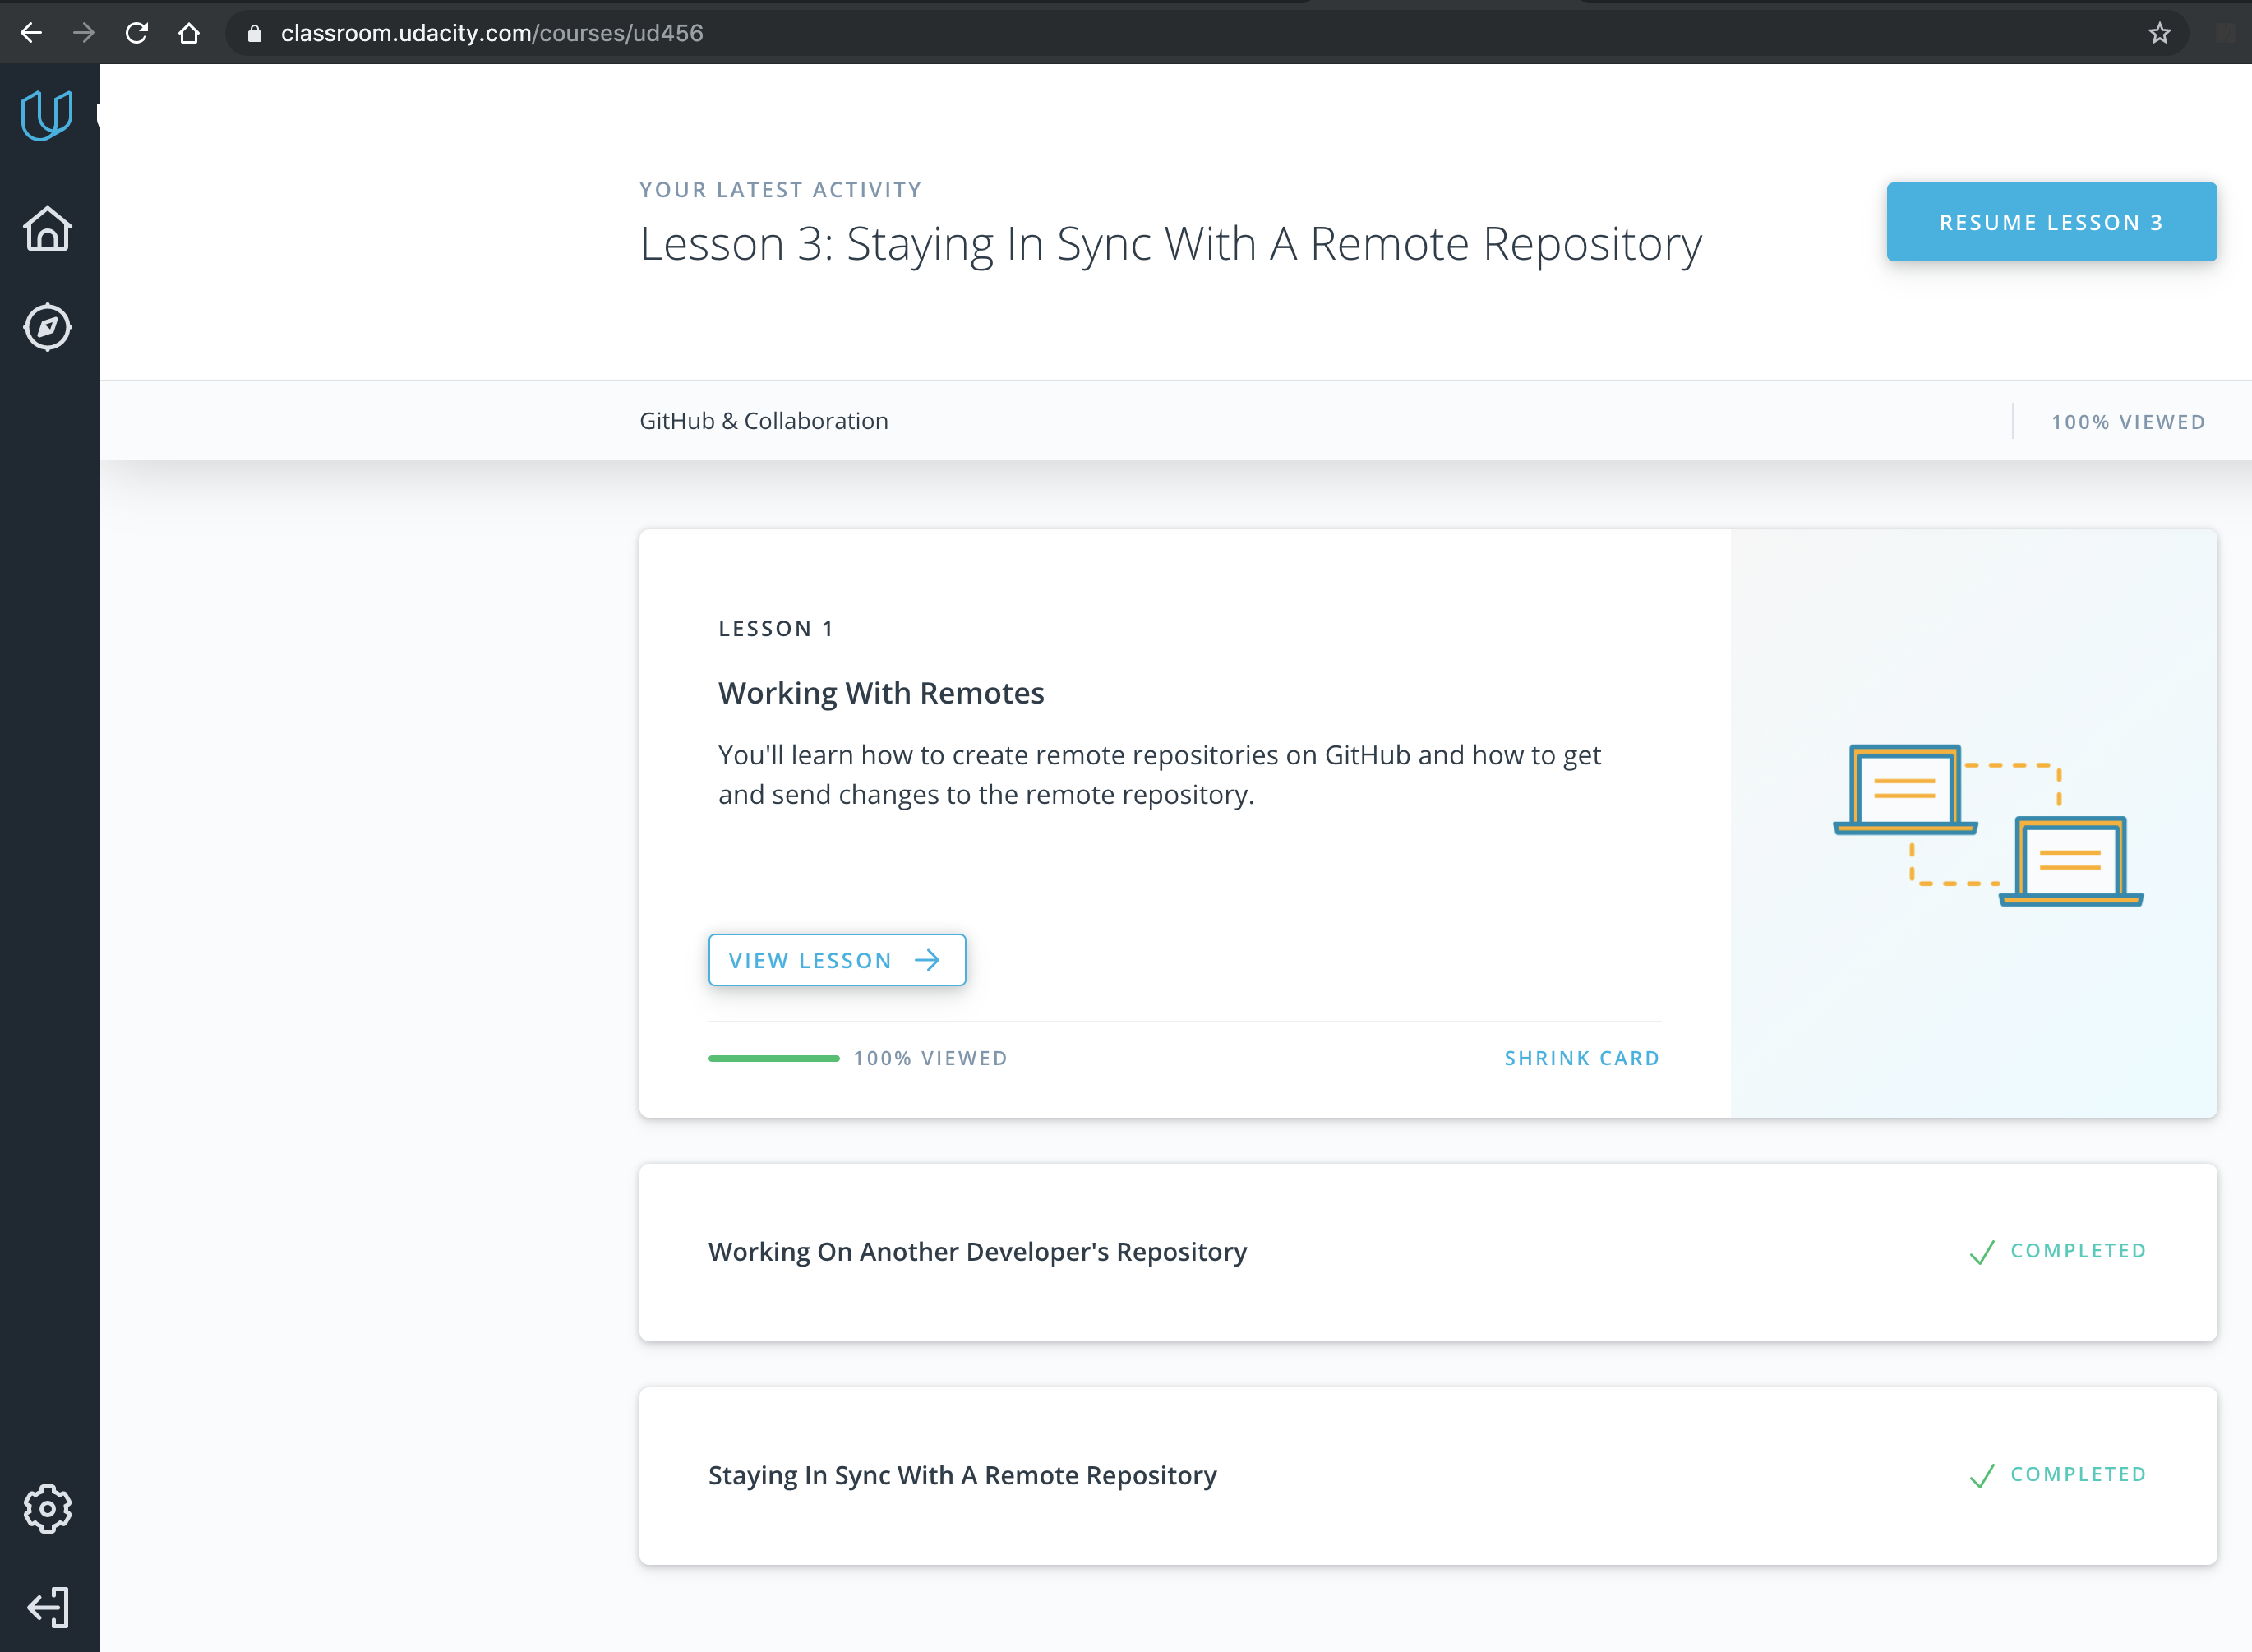 classroom.udacity.com/courses/ud456
YOUR LATEST ACTIVITY
Lesson 3: Staying In Sync With A Remote Repository
RESUME LESSON 3
GitHub & Collaboration
100% VIEWED
LESSON 1
Working With Remotes
You'll learn how to create remote repositories on GitHub and how to get
and send changes to the remote repository.
VIEW LESSON
100% VIEWED
SHRINK CARD
Working On Another Developer's Repository
COMPLETED
Staying In Sync With A Remote Repository
COMPLETED